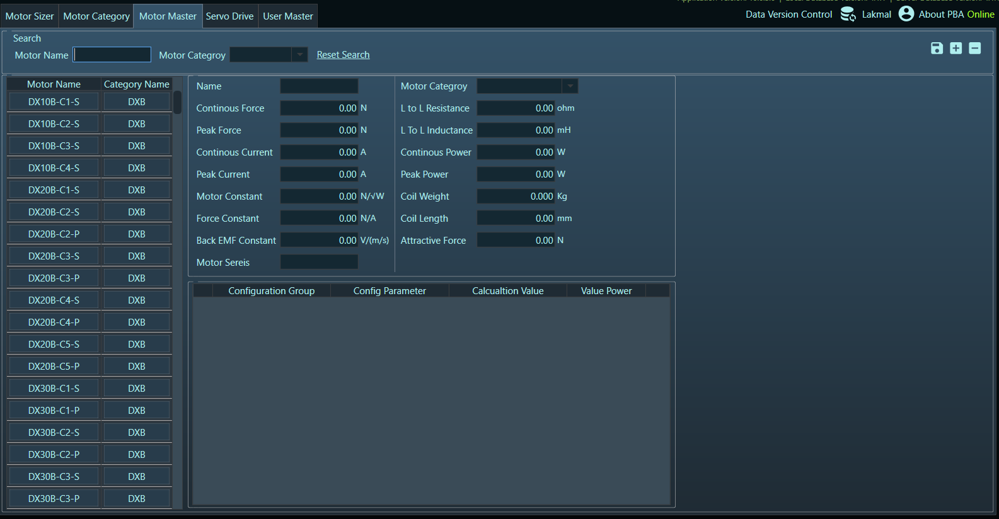 Motor Sizer Motor Category Motor Master Servo Drive User Master
Data Version Control Lakmal About PBA Online
Search
Motor Name Motor Categroy Reset Search
Motor Name Category Name
DX10B-C1-S DXB
DX10B-C2-S DXB
DX10B-C3-S DXB
DX10B-C4-S DXB
DX20B-C1-S DXB
DX20B-C2-S DXB
DX20B-C2-P DXB
DX20B-C3-S DXB
DX20B-C3-P DXB
DX20B-C4-S DXB
DX20B-C4-P DXB
DX20B-C5-S DXB
DX20B-C5-P DXB
DX30B-C1-S DXB
DX30B-C1-P DXB
DX30B-C2-S DXB
DX30B-C2-P DXB
DX30B-C3-S DXB
DX30B-C3-P DXB
Name
Continous Force 0.00 N
Peak Force 0.00 N
Continous Current 0.00 A
Peak Current 0.00 A
Motor Constant 0.00 N/√W
Force Constant 0.00 N/A
Back EMF Constant 0.00 V/(m/s)
Motor Sereis
Motor Categroy
L to L Resistance 0.00 ohm
L To L Inductance 0.00 mH
Continous Power 0.00 W
Peak Power 0.00 W
Coil Weight 0.000 Kg
Coil Length 0.00 mm
Attractive Force 0.00 N
Configuration Group Config Parameter Calcualtion Value Value Power